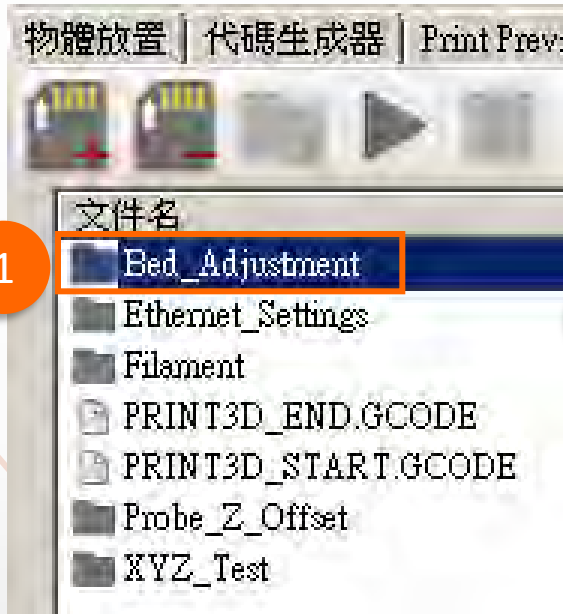 物體放置 | 代碼生成器 | Print Prev
文件名
1
Bed_Adjustment
Ethernet_Settings
Filament
PRINT3D_END.GCODE
PRINT3D_START.GCODE
Probe_Z_Offset
XYZ_Test